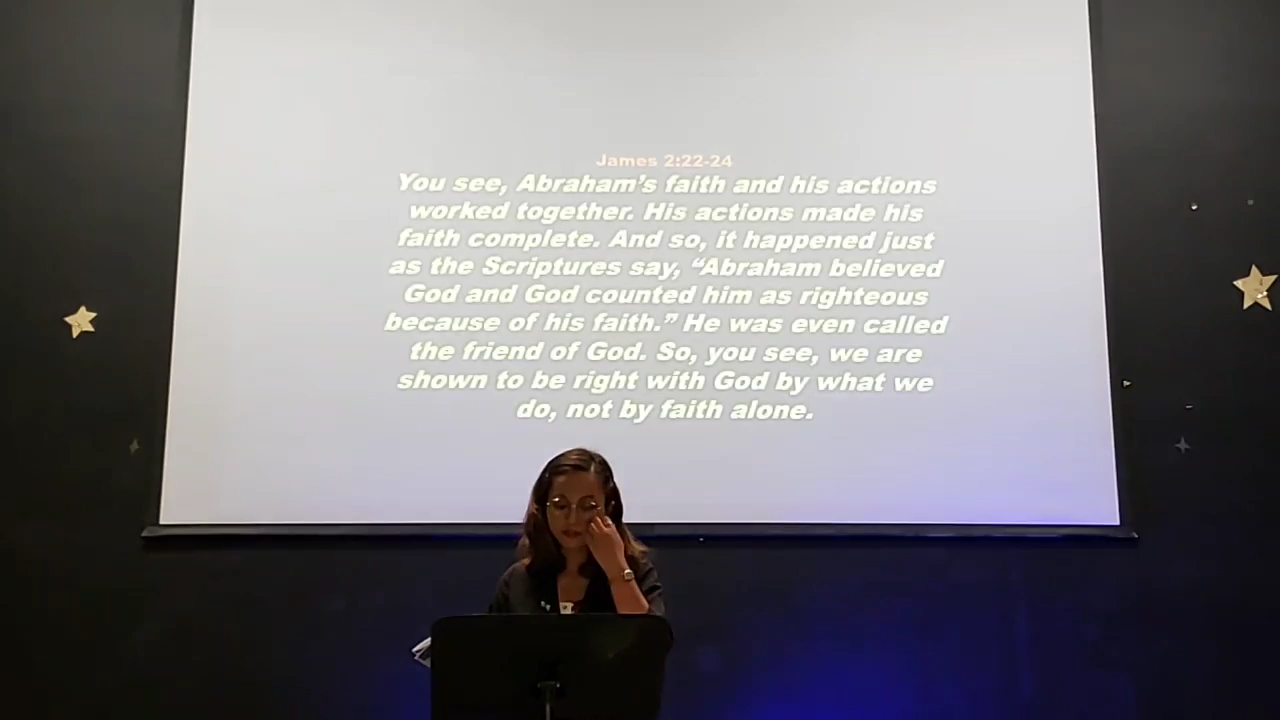 James 2:22-24
You see, Abraham’s faith and his actions
worked together. His actions made his
faith complete. And so, it happened just
as the Scriptures say, “Abraham believed
God and God counted him as righteous
because of his faith.” He was even called
the friend of God. So, you see, we are
shown to be right with God by what we
do, not by faith alone.